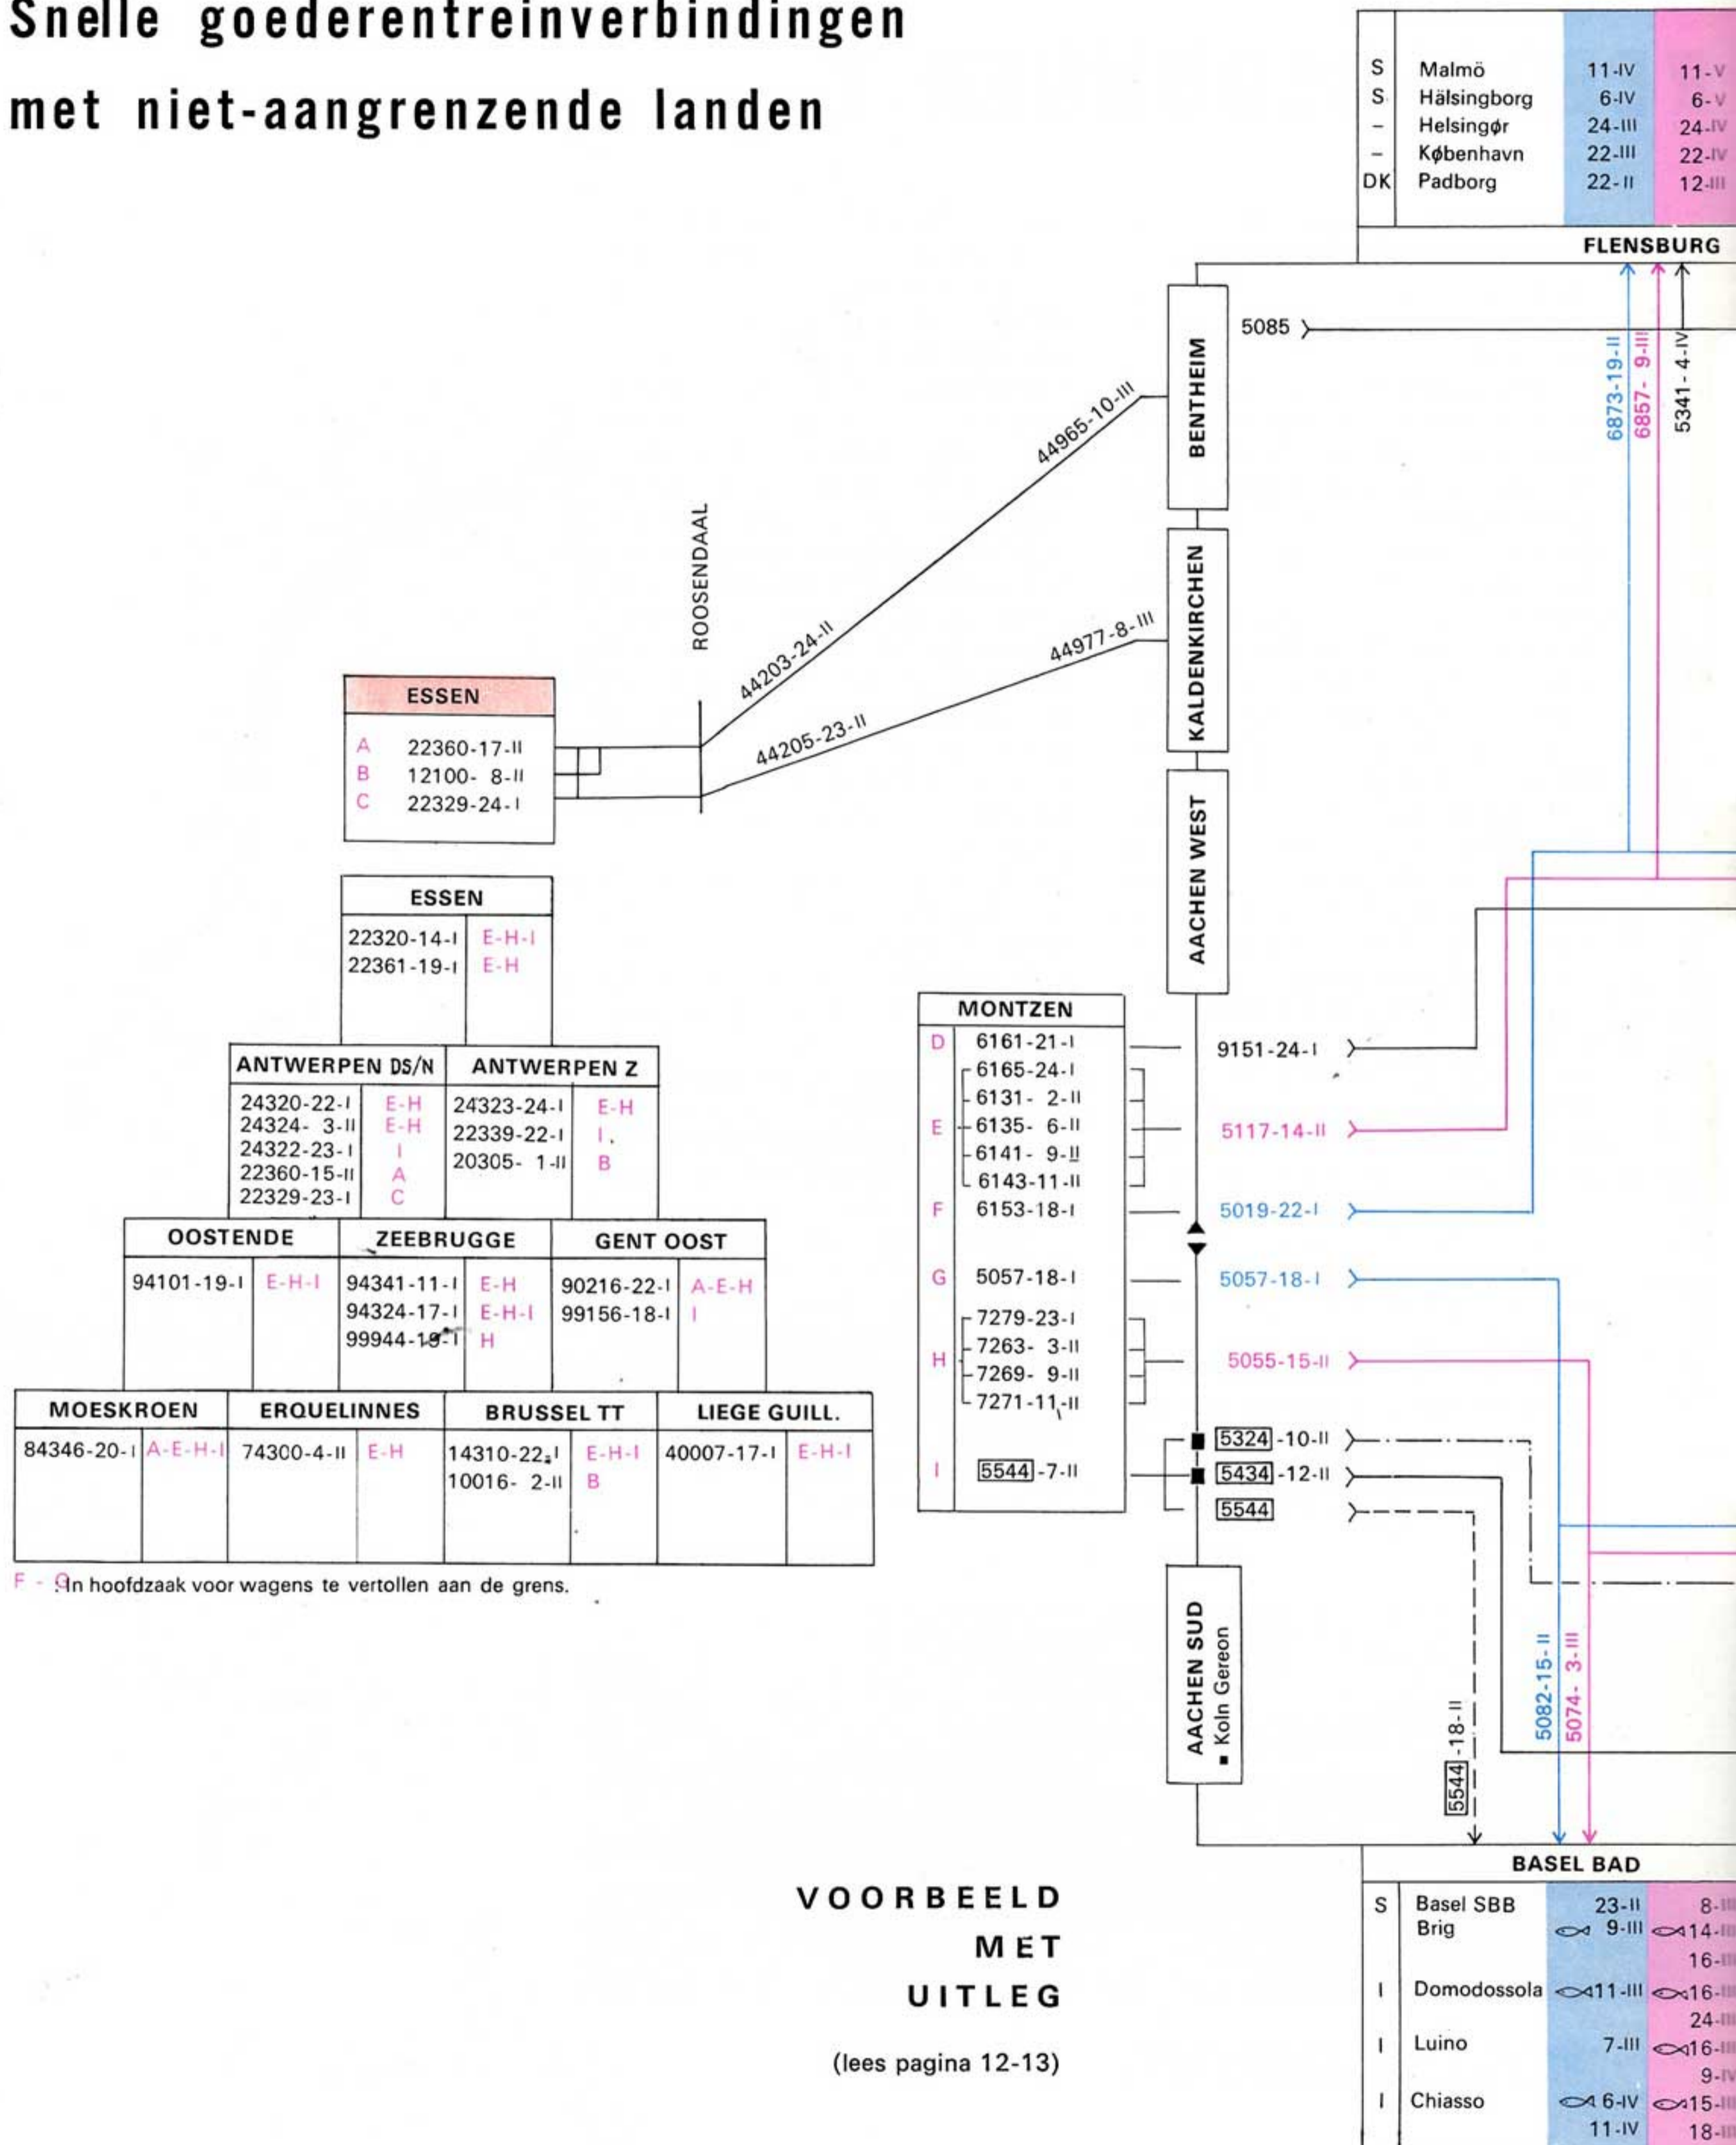 Snelle goederentreinverbindingen
met niet-aangrenzende landen
S Malmö 11-IV 11-V
S. Hälsingborg 6-IV 6-V
– Helsingør 24-III 24-IV
– København 22-III 22-IV
DK Padborg 22-II 12-III
FLENSBURG
BENTHEIM
5085
6873-19-II
6857- 9-III
5341-4-IV
44965-10-III
44203-24-II
ROOSENDAAL
KALDENKIRCHEN
44977-8-III
44205-23-II
ESSEN
A 22360-17-II
B 12100- 8-II
C 22329-24-I
AACHEN WEST
ESSEN
22320-14-I E-H-I
22361-19-I E-H
ANTWERPEN DS/N
24320-22-I E-H
24324- 3-II E-H
24322-23-I I
22360-15-II A
22329-23-I C
ANTWERPEN Z
24323-24-I E-H
22339-22-I I
20305- 1-II B
OOSTENDE
94101-19-I E-H-I
ZEEBRUGGE
94341-11-I E-H
94324-17-I E-H-I
99944-19-I H
GENT OOST
90216-22-I A-E-H
99156-18-I I
MOESKROEN
84346-20-I A-E-H-I
ERQUELINNES
74300-4-II E-H
BRUSSEL TT
14310-22-I E-H-I
10016- 2-II B
LIEGE GUILL.
40007-17-I E-H-I
F - G: In hoofdzaak voor wagens te vertollen aan de grens.
MONTZEN
D 6161-21-I
6165-24-I
6131- 2-II
E 6135- 6-II
6141- 9-II
6143-11-II
F 6153-18-I
G 5057-18-I
7279-23-I
7263- 3-II
H 7269- 9-II
7271-11-II
I 5544-7-II
9151-24-I
5117-14-II
5019-22-I
5057-18-I
5055-15-II
5324-10-II
5434-12-II
5544
AACHEN SUD
■ Koln Gereon
5544-18-II
5082-15-II
5074- 3-III
BASEL BAD
S Basel SBB 23-II 8-III
Brig 9-III 14-III
16-III
I Domodossola 11-III 16-III
24-III
I Luino 7-III 16-III
9-IV
I Chiasso 6-IV 15-III
11-IV 18-III
VOORBEELD
MET
UITLEG
(lees pagina 12-13)